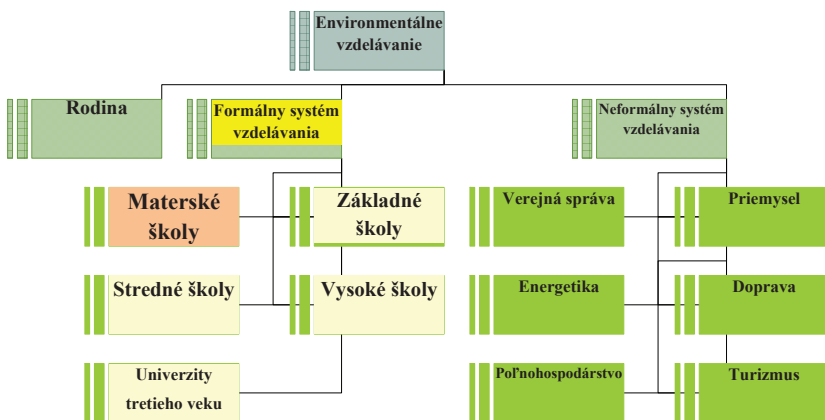 Environmentálne
vzdelávanie
Rodina
Formálny systém
vzdelávania
Neformálny systém
vzdelávania
Materské
školy
Základné
školy
Verejná správa
Priemysel
Stredné školy
Vysoké školy
Energetika
Doprava
Univerzity
tretieho veku
Poľnohospodárstvo
Turizmus